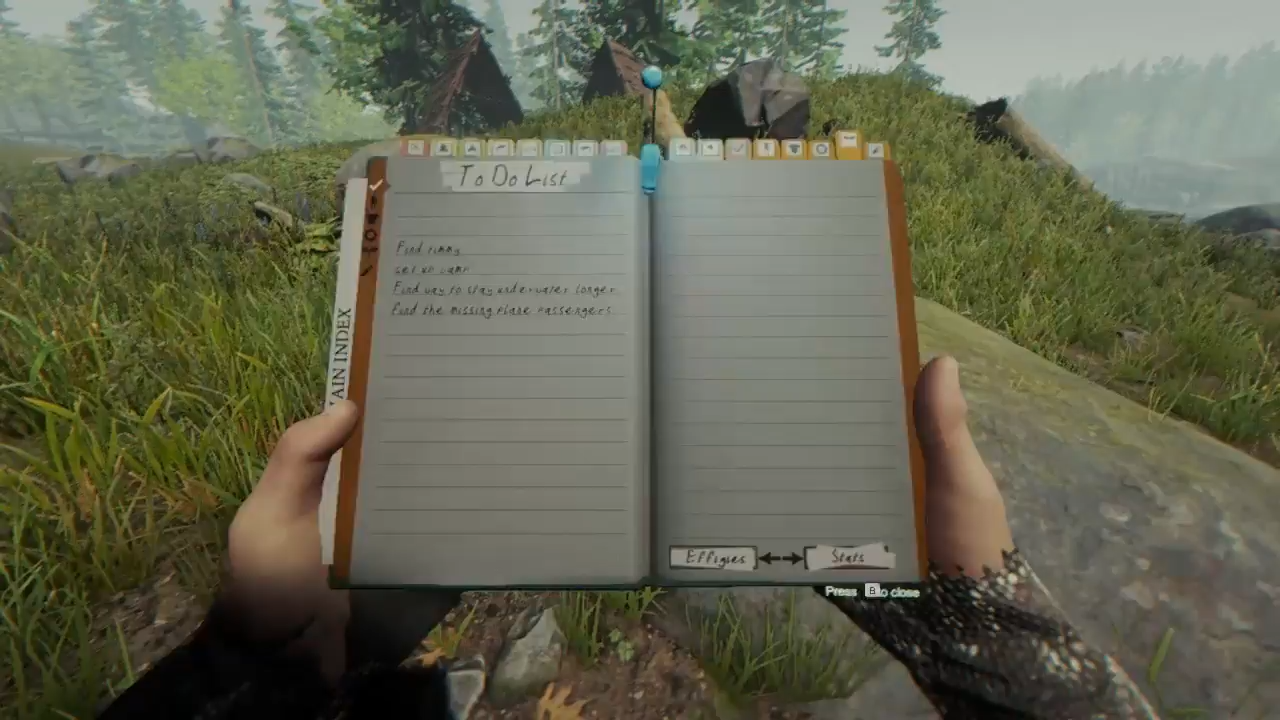 To Do List
Find timmy
set up camp
Find way to stay underwater longer
find the missing plane passengers
AIN INDEX
Effigies
Stats
Press B to close